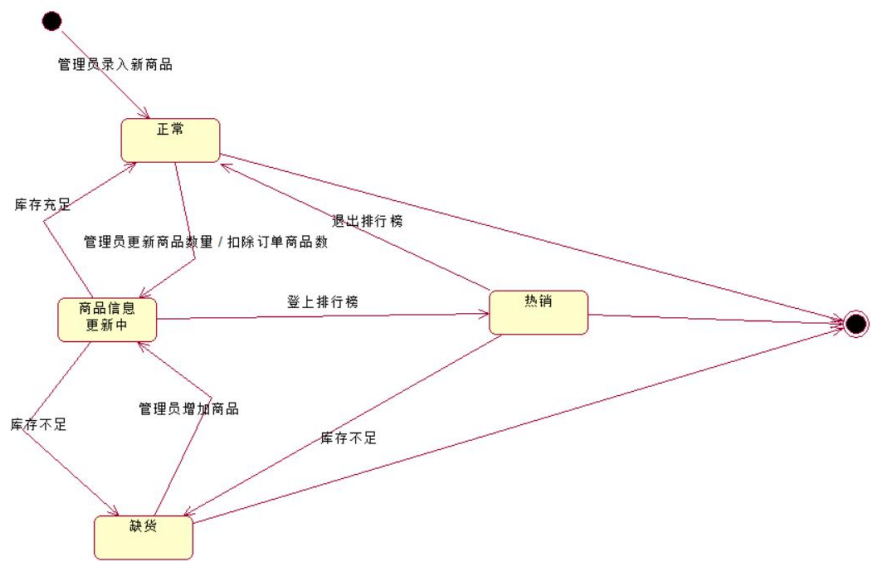 管理员录入新商品
正常
库存充足
退出排行榜
管理员更新商品数量 / 扣除订单商品数
商品信息
更新中
登上排行榜
热销
管理员增加商品
库存不足
库存不足
缺货